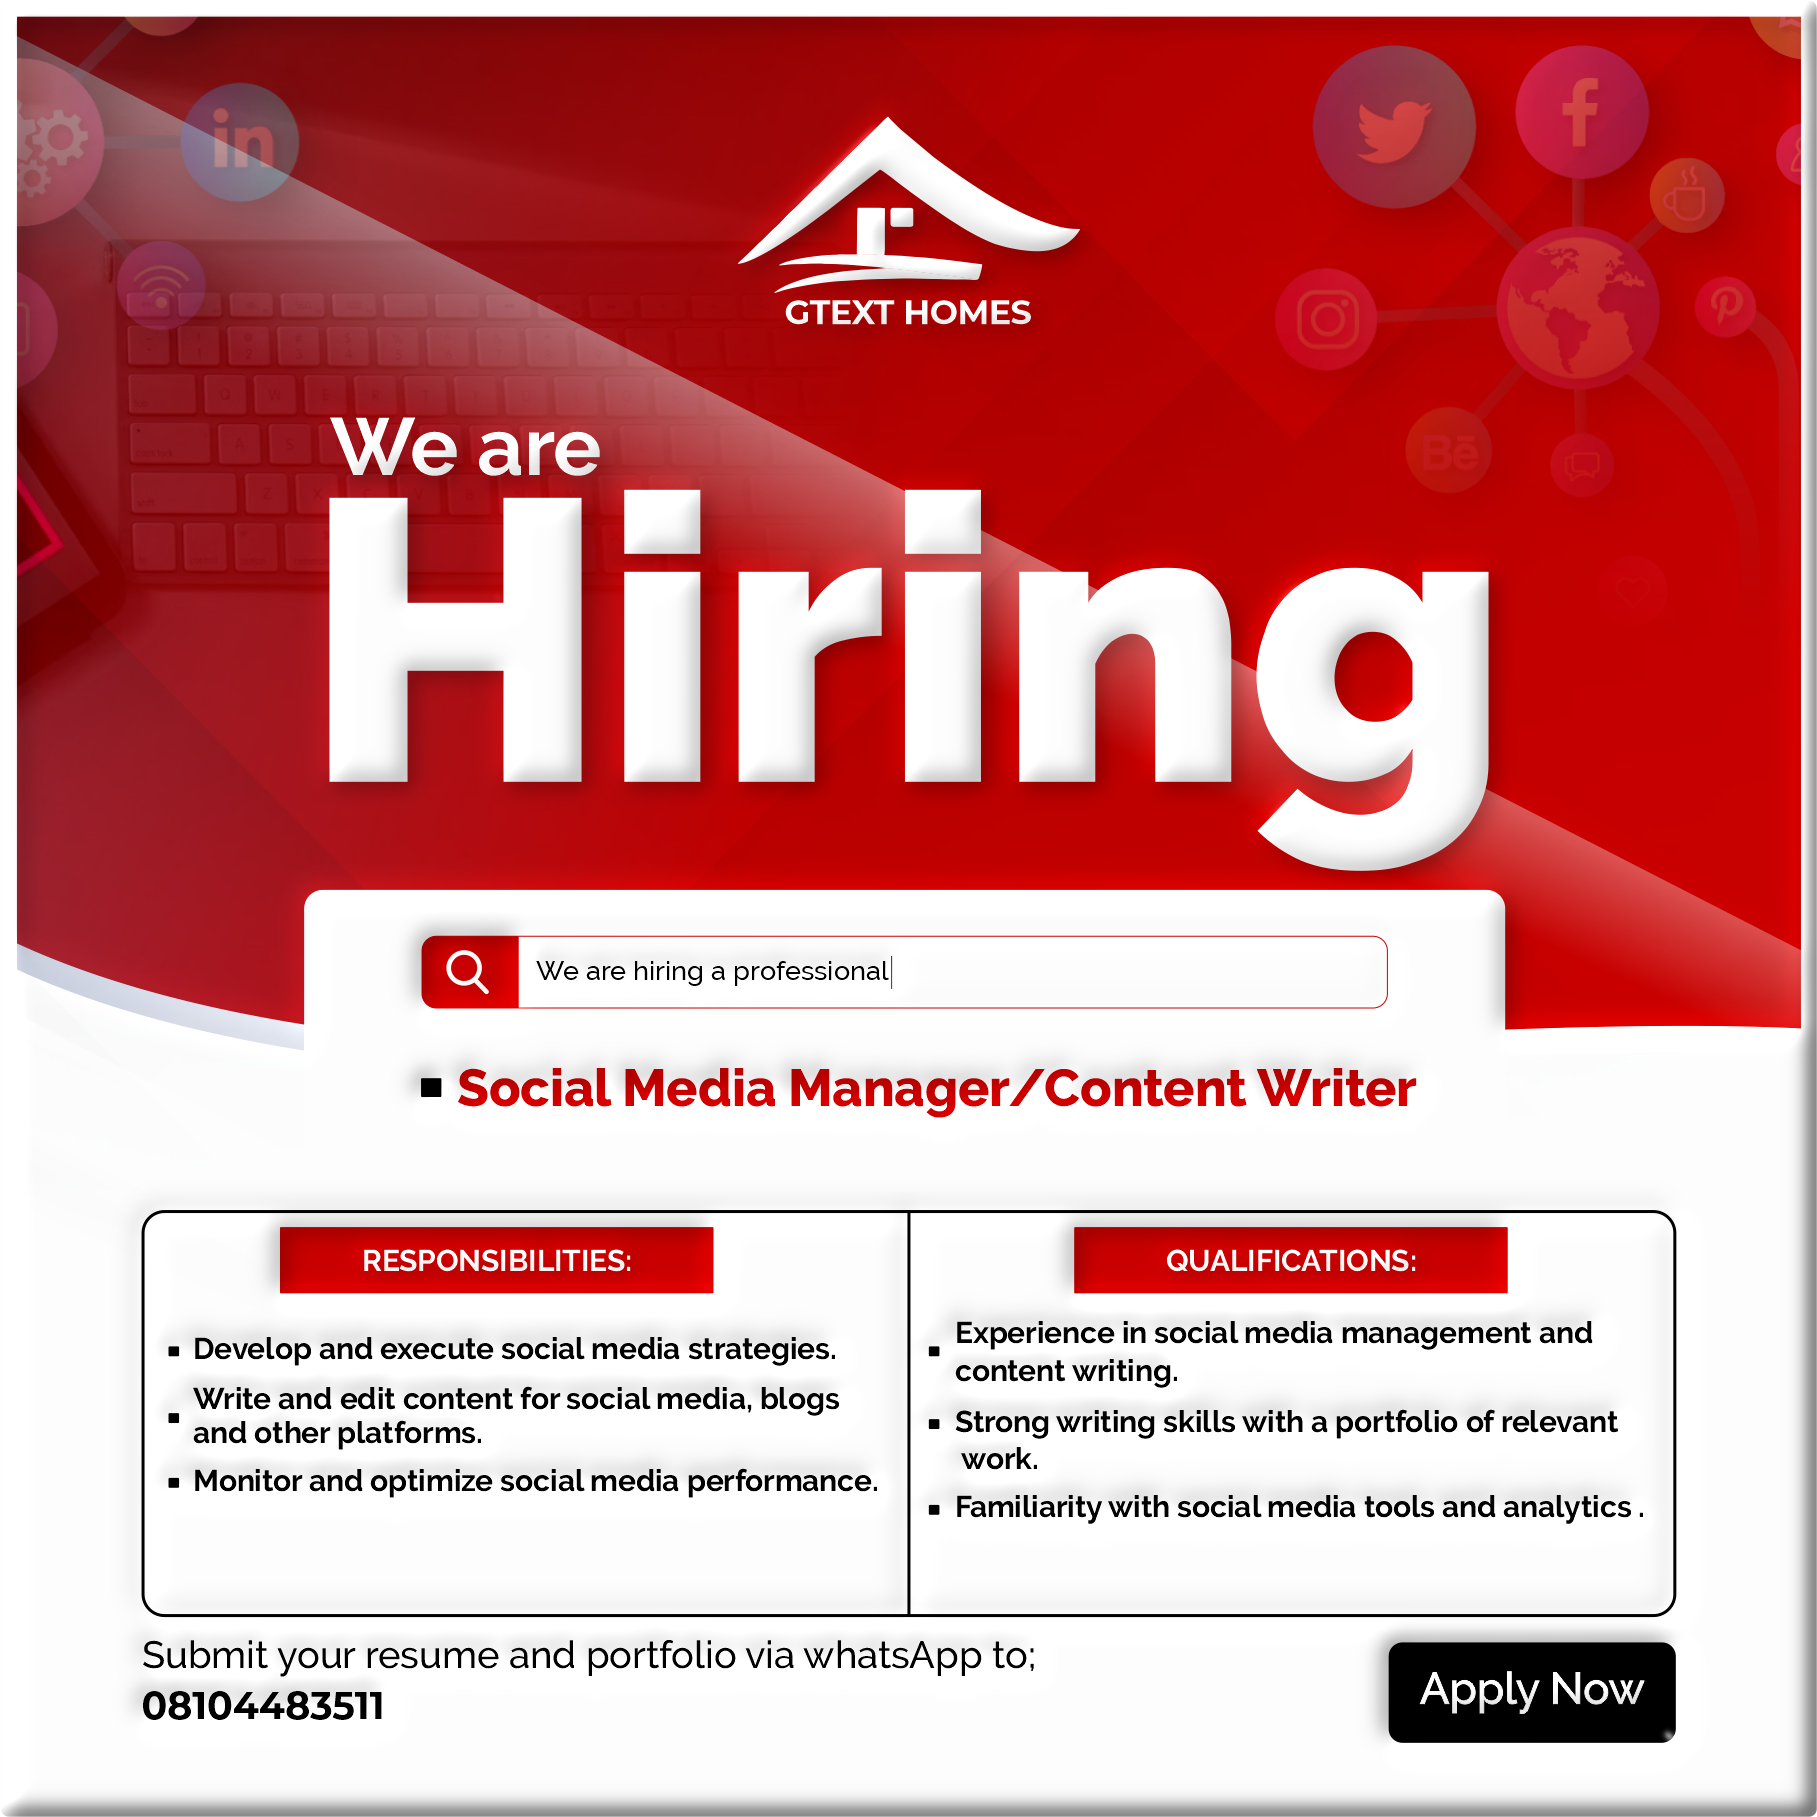 in
GTEXT HOMES
Bē
We are
Hiring
We are hiring a professional
Social Media Manager/Content Writer
RESPONSIBILITIES:
Develop and execute social media strategies.
Write and edit content for social media, blogs
and other platforms.
Monitor and optimize social media performance.
QUALIFICATIONS:
Experience in social media management and
content writing.
Strong writing skills with a portfolio of relevant
work.
Familiarity with social media tools and analytics .
Submit your resume and portfolio via whatsApp to;
08104483511
Apply Now